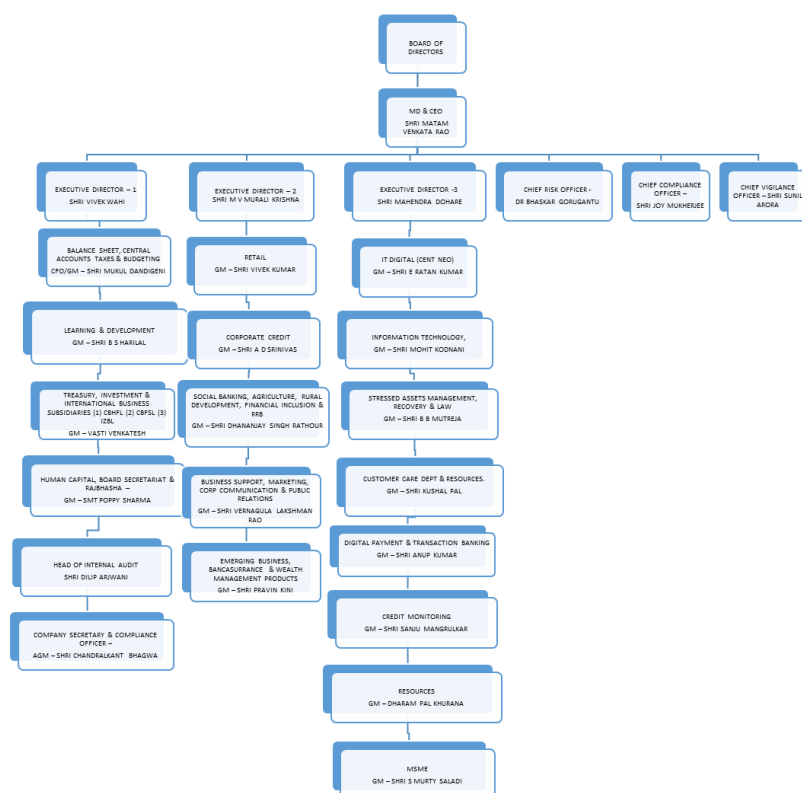 BOARD OF
DIRECTORS
MD & CEO
SHRI MATAM
VENKATA RAO
EXECUTIVE DIRECTOR – 1
SHRI VIVEK WAHI
EXECUTIVE DIRECTOR – 2
SHRI M V MURALI KRISHNA
EXECUTIVE DIRECTOR -3
SHRI MAHENDRA DOHARE
CHIEF RISK OFFICER -
DR BHASKAR GORUGANTU
CHIEF COMPLIANCE
OFFICER –
SHRI JOY MUKHERJEE
CHIEF VIGILANCE
OFFICER – SHRI SUNIL
ARORA
BALANCE SHEET, CENTRAL
ACCOUNTS TAXES & BUDGETING
CFO/GM – SHRI MUKUL DANDIGENI
LEARNING & DEVELOPMENT
GM – SHRI B S HARILAL
TREASURY, INVESTMENT &
INTERNATIONAL BUSINESS
SUBSIDIARIES (1) CBHFL (2) CBFSL (3)
IZBL
GM – VASTI VENKATESH
HUMAN CAPITAL, BOARD SECRETARIAT &
RAJBHASHA –
GM – SMT POPPY SHARMA
HEAD OF INTERNAL AUDIT
SHRI DILIP ARJWANI
COMPANY SECRETARY & COMPLIANCE
OFFICER –
AGM – SHRI CHANDRALKANT BHAGWA
RETAIL
GM – SHRI VIVEK KUMAR
CORPORATE CREDIT
GM – SHRI A D SRINIVAS
SOCIAL BANKING, AGRICULTURE, RURAL
DEVELOPMENT, FINANCIAL INCLUSION &
RRB
GM – SHRI DHANANJAY SINGH RATHOUR
BUSINESS SUPPORT, MARKETING,
CORP COMMUNICATION & PUBLIC
RELATIONS
GM – SHRI VERNAGULA LAKSHMAN
RAO
EMERGING BUSINESS,
BANCASURRANCE & WEALTH
MANAGEMENT PRODUCTS
GM – SHRI PRAVIN KINI
IT DIGITAL (CENT NEO)
GM – SHRI E RATAN KUMAR
INFORMATION TECHNOLOGY,
GM – SHRI MOHIT KODNANI
STRESSED ASSETS MANAGEMENT,
RECOVERY & LAW
GM – SHRI B B MUTREJA
CUSTOMER CARE DEPT & RESOURCES.
GM – SHRI KUSHAL PAL
DIGITAL PAYMENT & TRANSACTION BANKING
GM – SHRI ANUP KUMAR
CREDIT MONITORING
GM – SHRI SANJU MANGRULKAR
RESOURCES
GM – DHARAM PAL KHURANA
MSME
GM – SHRI S MURTY SALADI